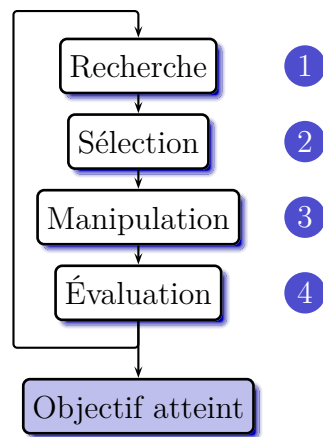 Recherche 1
Sélection 2
Manipulation 3
Évaluation 4
Objectif atteint